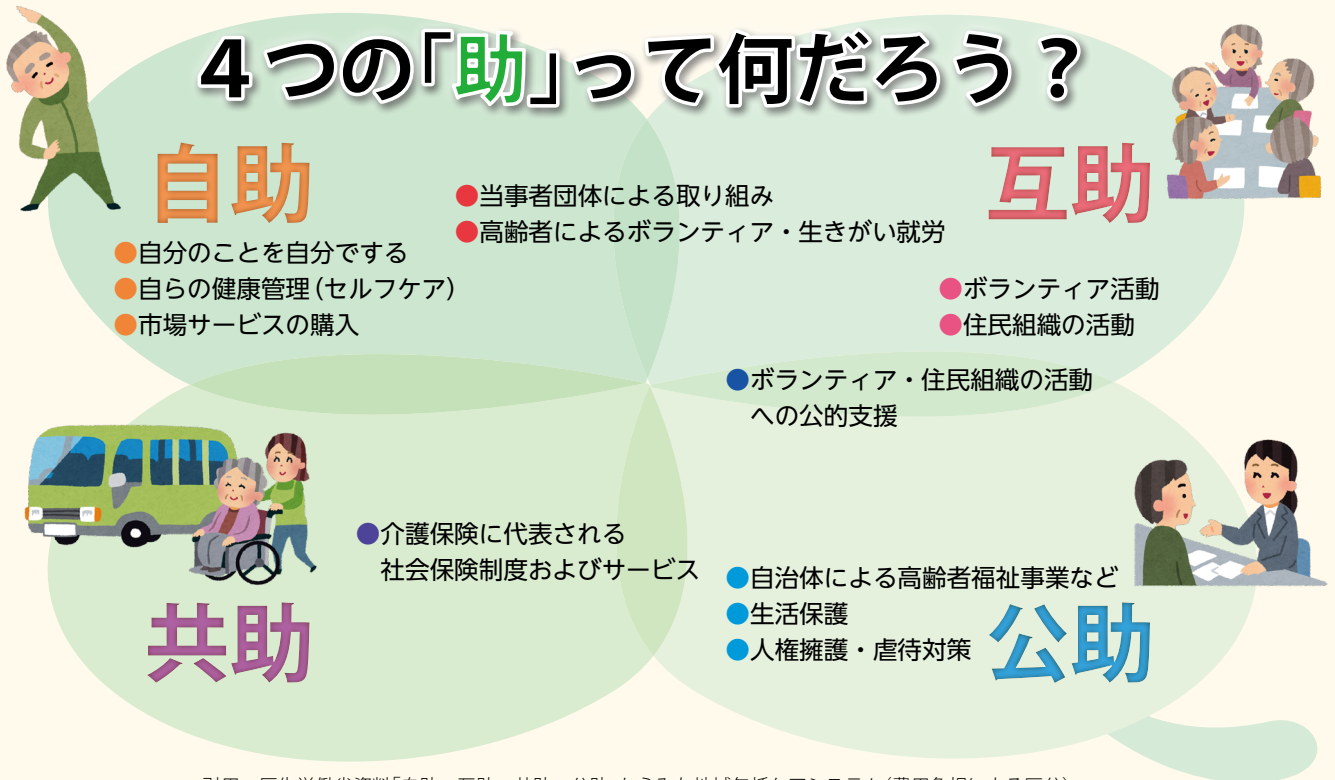 4つの「助」って何だろう?
自助
互助
●当事者団体による取り組み
●高齢者によるボランティア・生きがい就労
●自分のことを自分でする
●自らの健康管理(セルフケア)
●市場サービスの購入
●ボランティア活動
●住民組織の活動
●ボランティア・住民組織の活動
への公的支援
●介護保険に代表される
社会保険制度およびサービス
共助
●自治体による高齢者福祉事業など
●生活保護
●人権擁護・虐待対策
公助